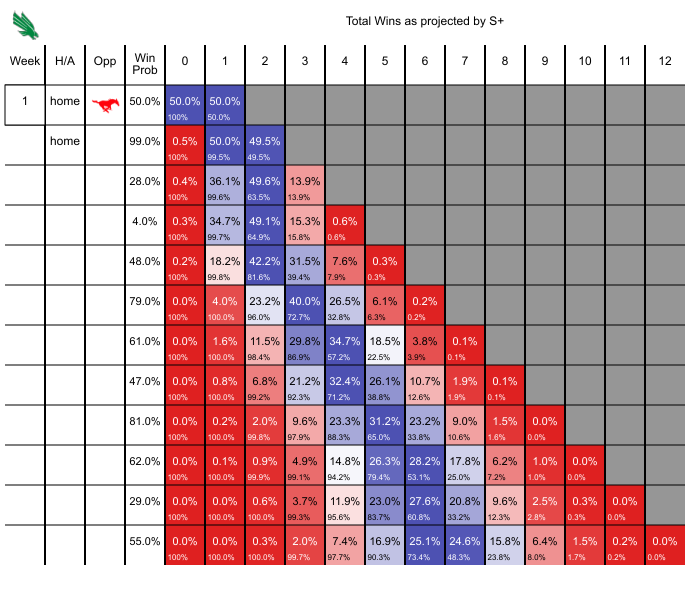 Total Wins as projected by S+
Week H/A Opp Win Prob 0 1 2 3 4 5 6 7 8 9 10 11 12
1 home 50.0% 50.0% 50.0%
100% 50.0%
home 99.0% 0.5% 50.0% 49.5%
100% 99.5% 49.5%
28.0% 0.4% 36.1% 49.6% 13.9%
100% 99.6% 63.5% 13.9%
4.0% 0.3% 34.7% 49.1% 15.3% 0.6%
100% 99.7% 64.9% 15.8% 0.6%
48.0% 0.2% 18.2% 42.2% 31.5% 7.6% 0.3%
100% 99.8% 81.6% 39.4% 7.9% 0.3%
79.0% 0.0% 4.0% 23.2% 40.0% 26.5% 6.1% 0.2%
100% 100.0% 96.0% 72.7% 32.8% 6.3% 0.2%
61.0% 0.0% 1.6% 11.5% 29.8% 34.7% 18.5% 3.8% 0.1%
100% 100.0% 98.4% 86.9% 57.2% 22.5% 3.9% 0.1%
47.0% 0.0% 0.8% 6.8% 21.2% 32.4% 26.1% 10.7% 1.9% 0.1%
100% 100.0% 99.2% 92.3% 71.2% 38.8% 12.6% 1.9% 0.1%
81.0% 0.0% 0.2% 2.0% 9.6% 23.3% 31.2% 23.2% 9.0% 1.5% 0.0%
100% 100.0% 99.8% 97.9% 88.3% 65.0% 33.8% 10.6% 1.6% 0.0%
62.0% 0.0% 0.1% 0.9% 4.9% 14.8% 26.3% 28.2% 17.8% 6.2% 1.0% 0.0%
100% 100.0% 99.9% 99.1% 94.2% 79.4% 53.1% 25.0% 7.2% 1.0% 0.0%
29.0% 0.0% 0.0% 0.6% 3.7% 11.9% 23.0% 27.6% 20.8% 9.6% 2.5% 0.3% 0.0%
100% 100.0% 100.0% 99.3% 95.6% 83.7% 60.8% 33.2% 12.3% 2.8% 0.3% 0.0%
55.0% 0.0% 0.0% 0.3% 2.0% 7.4% 16.9% 25.1% 24.6% 15.8% 6.4% 1.5% 0.2% 0.0%
100% 100.0% 100.0% 99.7% 97.7% 90.3% 73.4% 48.3% 23.8% 8.0% 1.7% 0.2% 0.0%